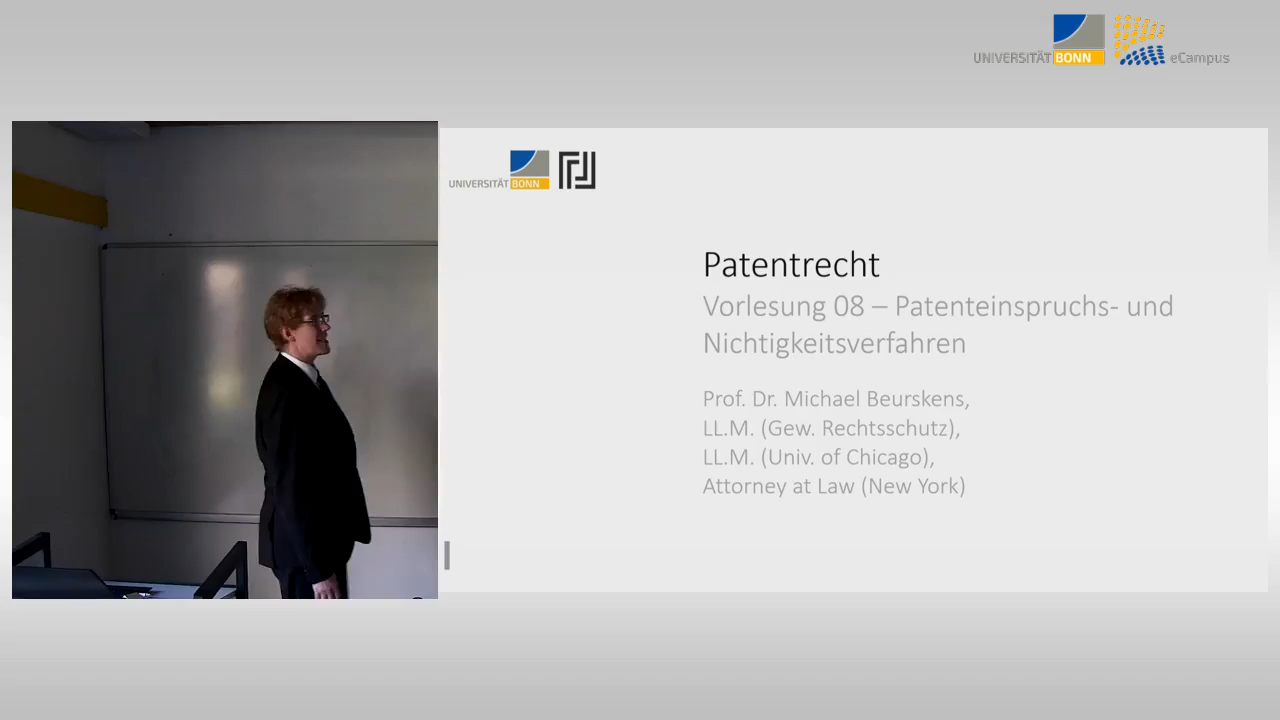 UNIVERSITÄT BONN
eCampus
UNIVERSITÄT BONN
Patentrecht
Vorlesung 08 – Patenteinspruchs- und
Nichtigkeitsverfahren
Prof. Dr. Michael Beurskens,
LL.M. (Gew. Rechtsschutz),
LL.M. (Univ. of Chicago),
Attorney at Law (New York)